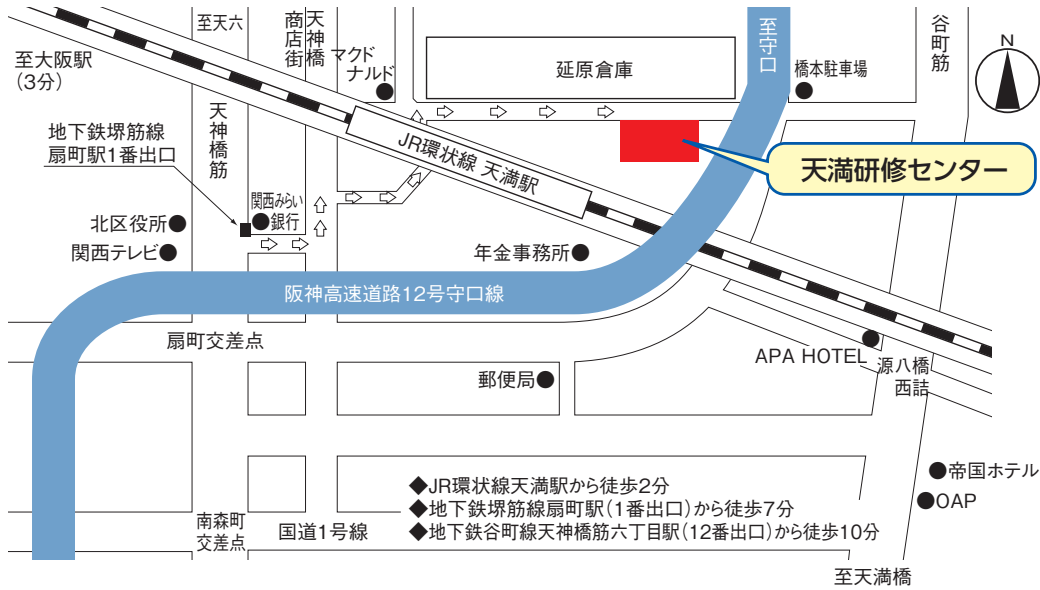 至天六
天神橋
商店街
至大阪駅
(3分)
マクド
ナルド
延原倉庫
至守口
橋本駐車場
谷町筋
N
地下鉄堺筋線
扇町駅1番出口
天神橋筋
JR環状線 天満駅
天満研修センター
関西みらい
銀行
北区役所
関西テレビ
年金事務所
阪神高速道路12号守口線
扇町交差点
APA HOTEL
源八橋
西詰
郵便局
帝国ホテル
OAP
◆JR環状線天満駅から徒歩2分
◆地下鉄堺筋線扇町駅(1番出口)から徒歩7分
◆地下鉄谷町線天神橋筋六丁目駅(12番出口)から徒歩10分
南森町
交差点
国道1号線
至天満橋